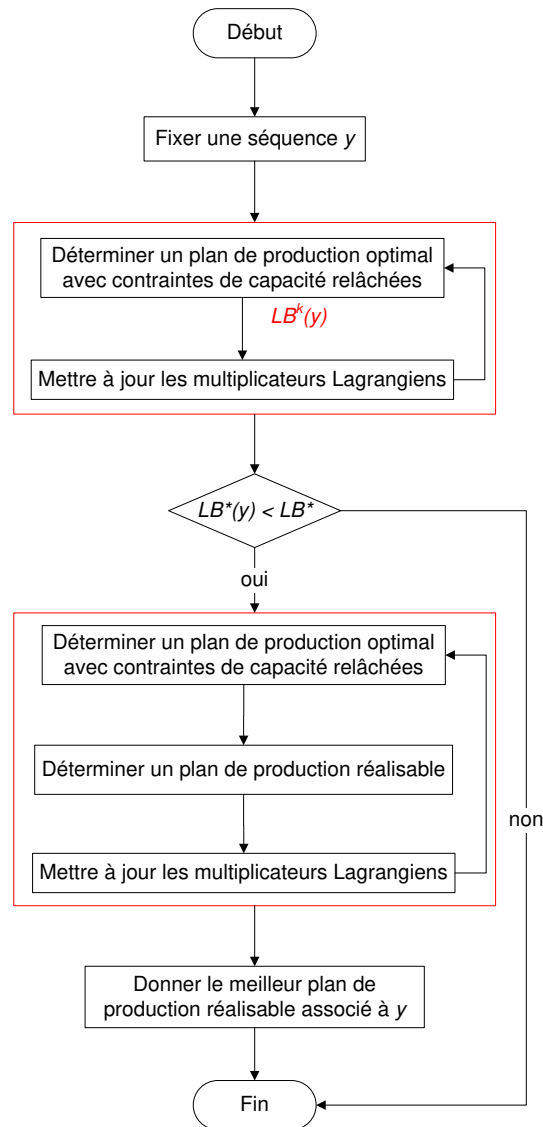 Début
Fixer une séquence y
Déterminer un plan de production optimal
avec contraintes de capacité relâchées
LB^k(y)
Mettre à jour les multiplicateurs Lagrangiens
LB*(y) < LB*
oui
Déterminer un plan de production optimal
avec contraintes de capacité relâchées
Déterminer un plan de production réalisable
non
Mettre à jour les multiplicateurs Lagrangiens
Donner le meilleur plan de
production réalisable associé à y
Fin